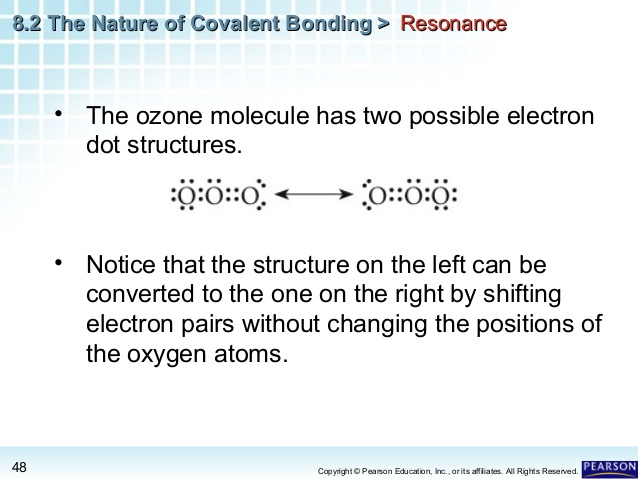 8.2 The Nature of Covalent Bonding > Resonance
• The ozone molecule has two possible electron
dot structures.
:Ö:Ö::O: ⟷ :O::Ö:Ö:
• Notice that the structure on the left can be
converted to the one on the right by shifting
electron pairs without changing the positions of
the oxygen atoms.
48
Copyright © Pearson Education, Inc., or its affiliates. All Rights Reserved.
PEARSON